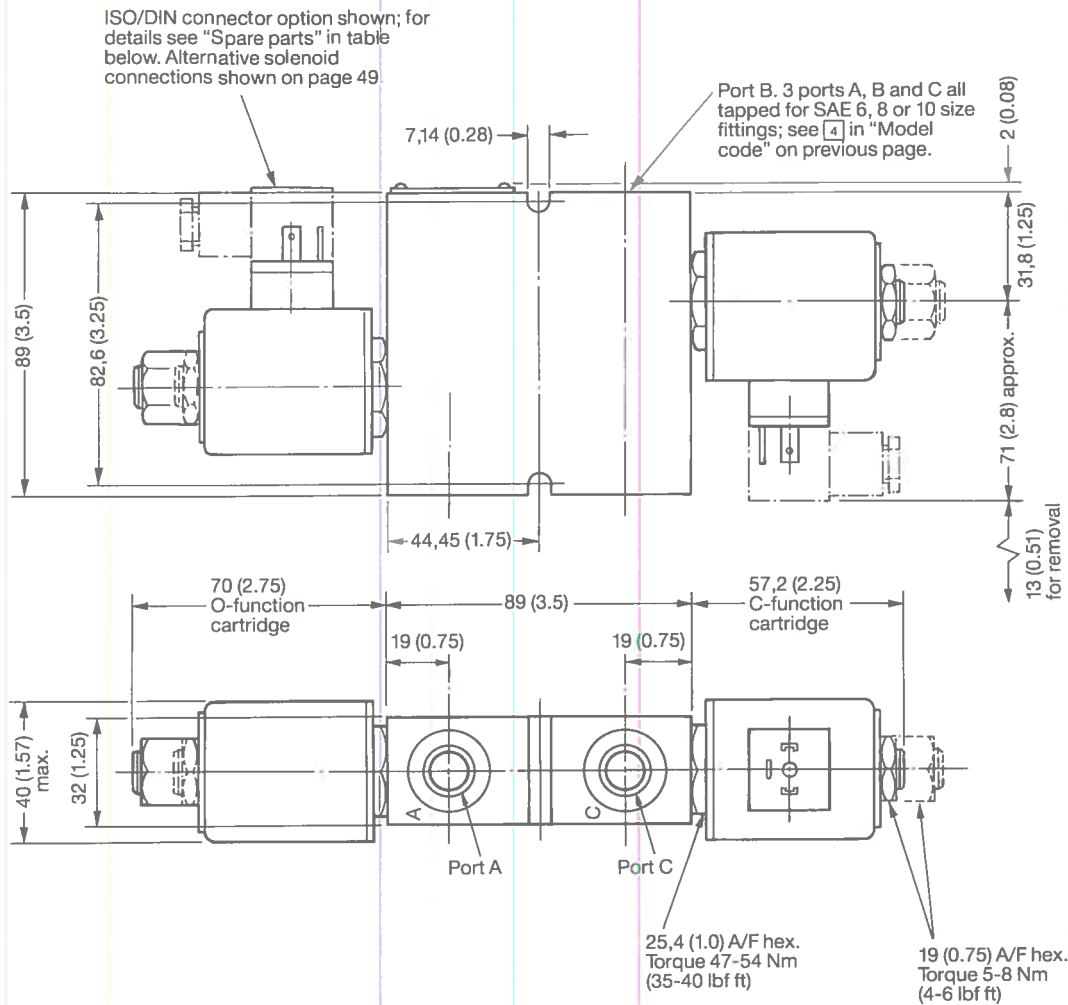 ISO/DIN connector option shown; for
details see “Spare parts” in table
below. Alternative solenoid
connections shown on page 49
Port B. 3 ports A, B and C all
tapped for SAE 6, 8 or 10 size
fittings; see 4 in “Model
code” on previous page.
7,14 (0.28)
2 (0.08)
31,8 (1.25)
89 (3.5)
82,6 (3.25)
71 (2.8) approx.
13 (0.51)
for removal
44,45 (1.75)
70 (2.75)
O-function
cartridge
89 (3.5)
57,2 (2.25)
C-function
cartridge
19 (0.75)
19 (0.75)
40 (1.57)
max.
32 (1.25)
A
C
Port A
Port C
25,4 (1.0) A/F hex.
Torque 47-54 Nm
(35-40 lbf ft)
19 (0.75) A/F hex.
Torque 5-8 Nm
(4-6 lbf ft)